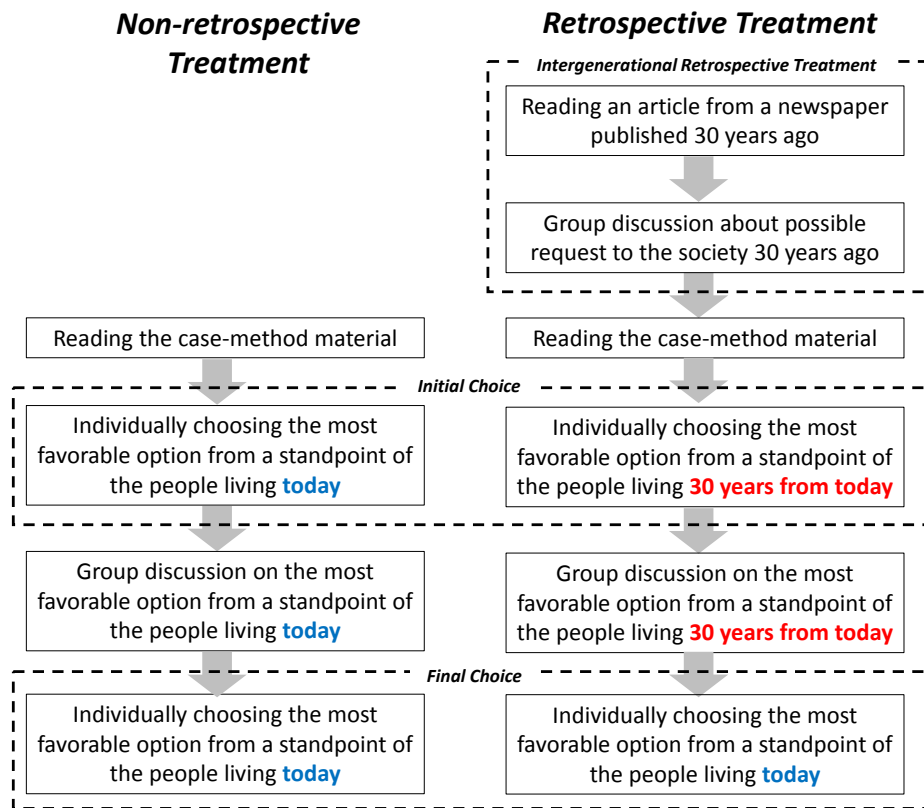 Non-retrospective
Treatment
Retrospective Treatment
Intergenerational Retrospective Treatment
Reading an article from a newspaper
published 30 years ago
Group discussion about possible
request to the society 30 years ago
Reading the case-method material
Reading the case-method material
Initial Choice
Individually choosing the most
favorable option from a standpoint of
the people living today
Individually choosing the most
favorable option from a standpoint of
the people living 30 years from today
Group discussion on the most
favorable option from a standpoint of
the people living today
Group discussion on the most
favorable option from a standpoint of
the people living 30 years from today
Final Choice
Individually choosing the most
favorable option from a standpoint of
the people living today
Individually choosing the most
favorable option from a standpoint of
the people living today